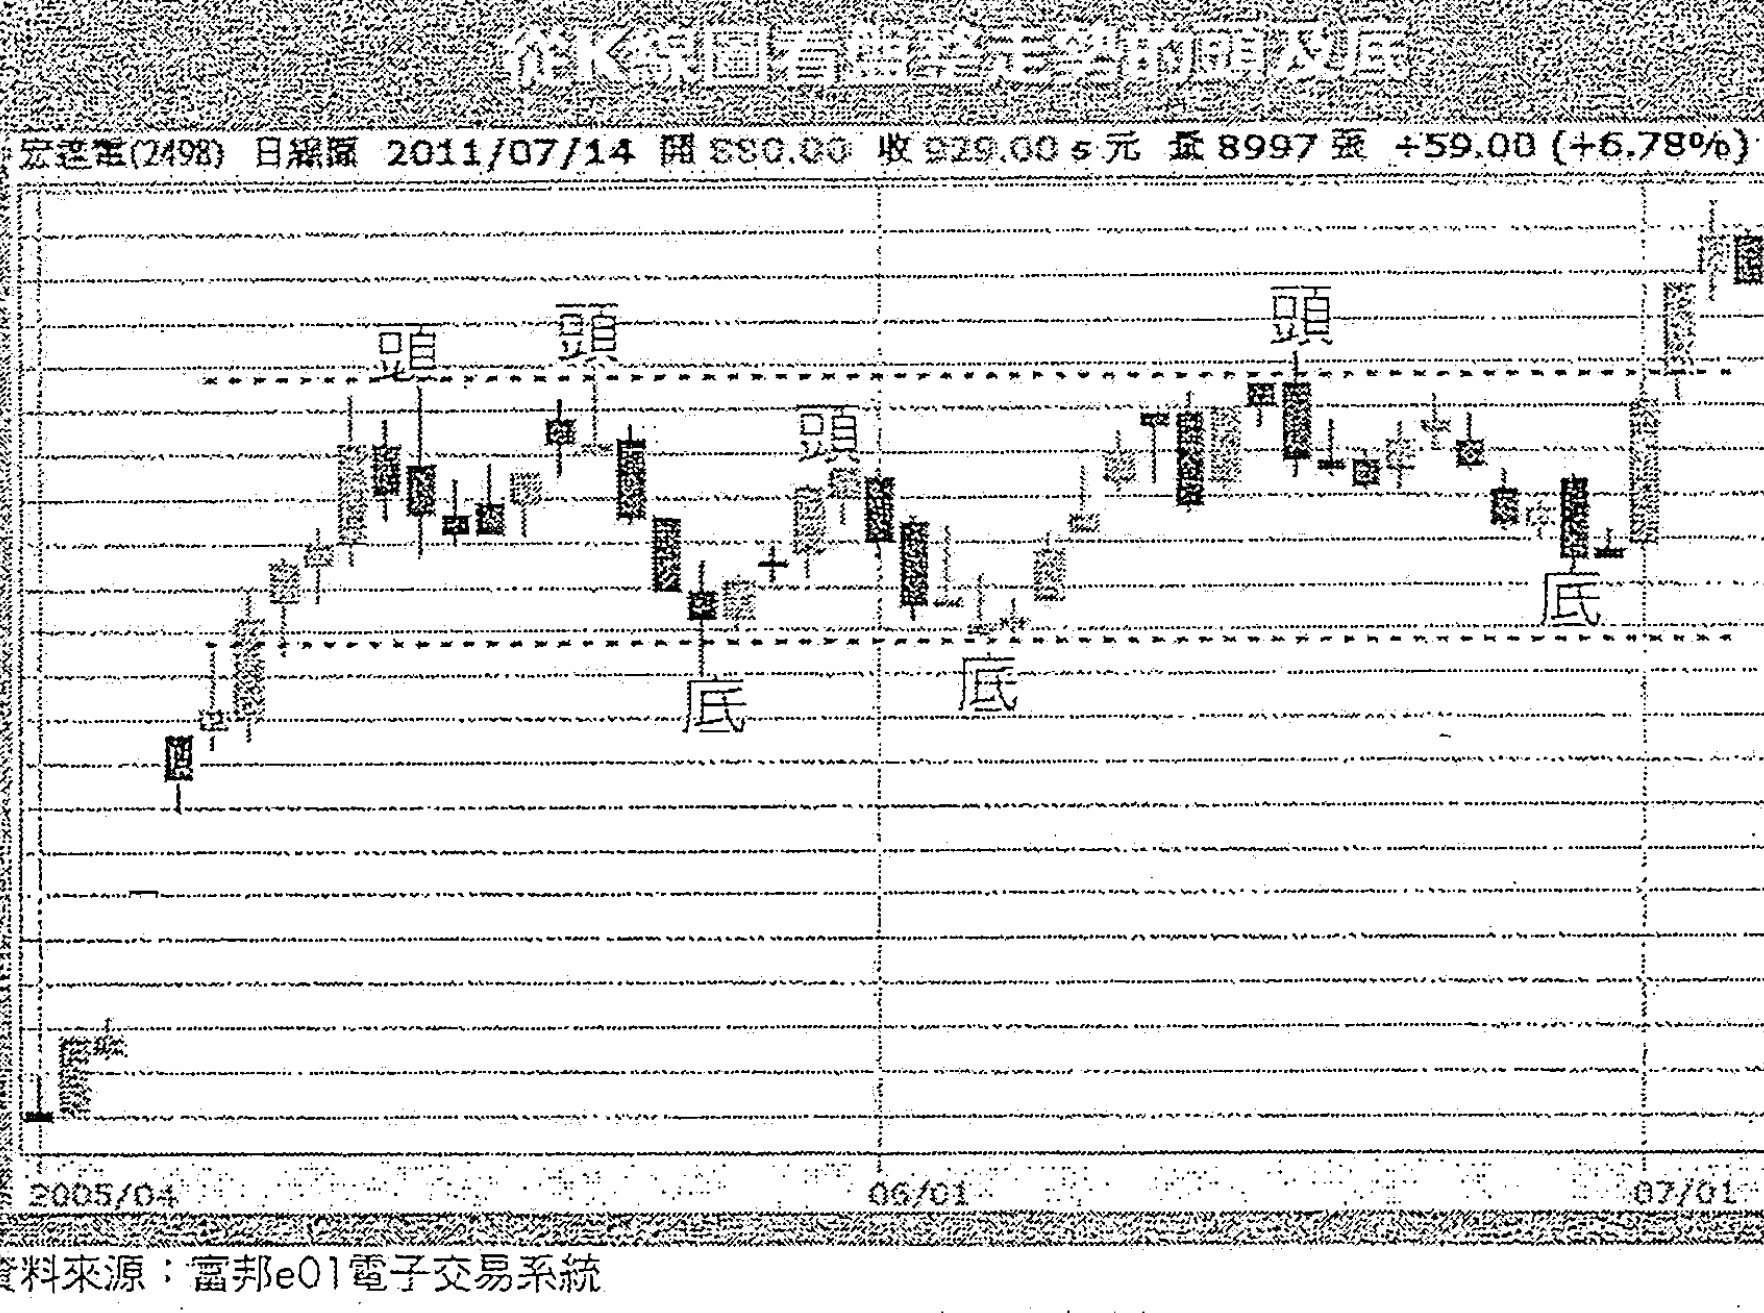 從K線圖看盤整走勢的頭及底
宏達電(2498) 日線圖 2011/07/14 開 880.00 收 929.00 s 元 量 8997 張 +59.00 (+6.78%)
頭
頭
頭
頭
底
底
底
2005/04 06/01 07/01
資料來源：富邦e01電子交易系統